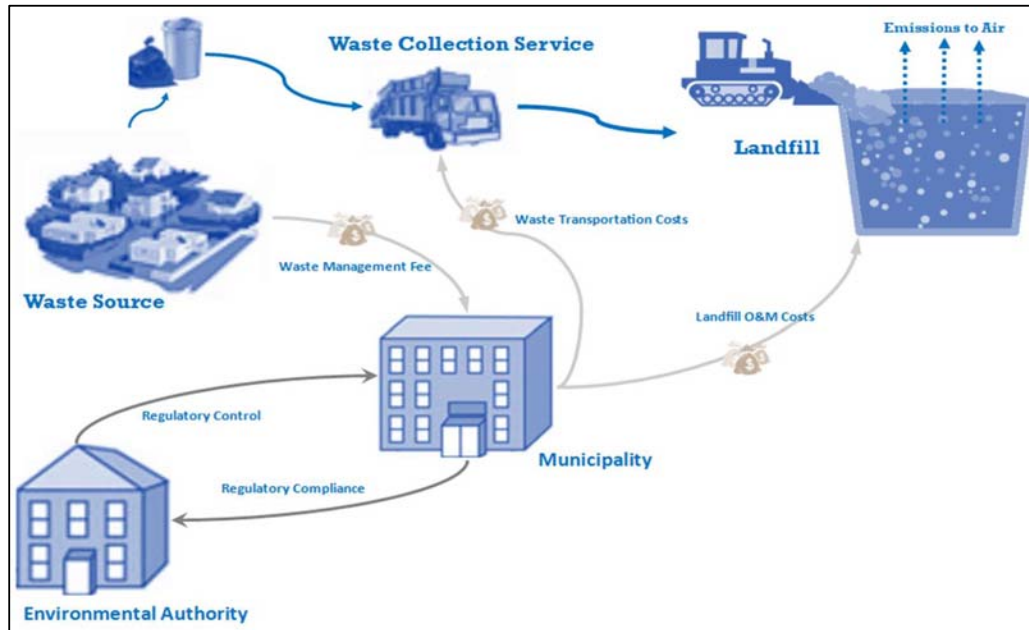 Emissions to Air
Waste Collection Service
Landfill
Waste Transportation Costs
Waste Management Fee
Waste Source
Landfill O&M Costs
Regulatory Control
Municipality
Regulatory Compliance
Environmental Authority